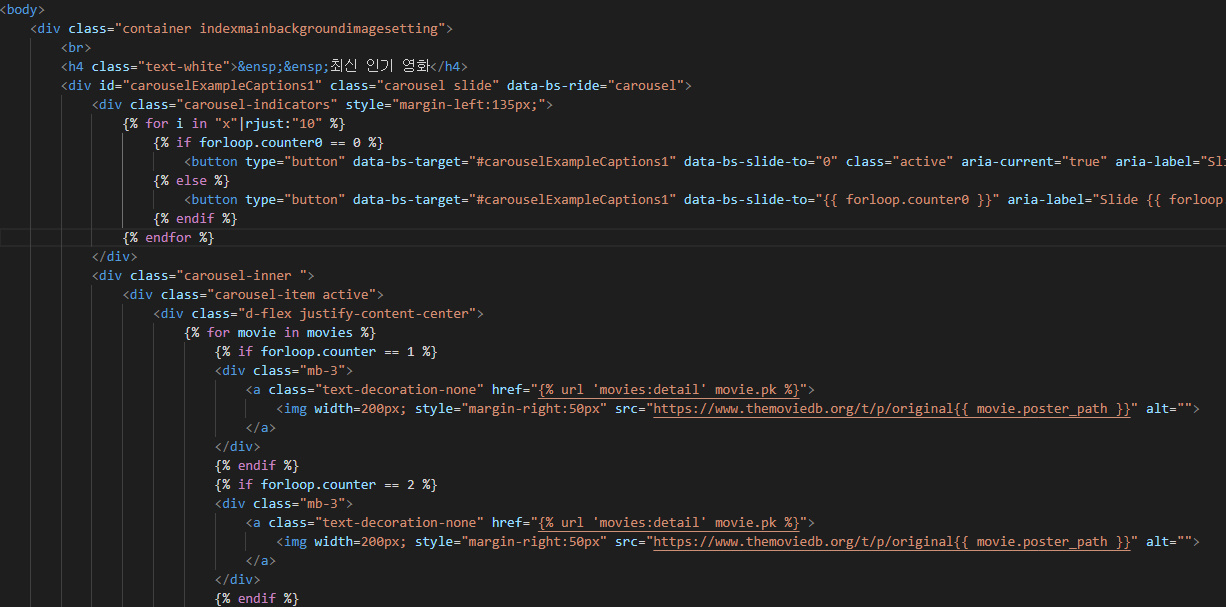 <body>
<div class="container indexmainbackgroundimagesetting">
<br>
<h4 class="text-white">&ensp;&ensp;최신 인기 영화</h4>
<div id="carouselExampleCaptions1" class="carousel slide" data-bs-ride="carousel">
<div class="carousel-indicators" style="margin-left:135px;">
{% for i in "x"|rjust:"10" %}
{% if forloop.counter0 == 0 %}
<button type="button" data-bs-target="#carouselExampleCaptions1" data-bs-slide-to="0" class="active" aria-current="true" aria-label="Sli
{% else %}
<button type="button" data-bs-target="#carouselExampleCaptions1" data-bs-slide-to="{{ forloop.counter0 }}" aria-label="Slide {{ forloop
{% endif %}
{% endfor %}
</div>
<div class="carousel-inner ">
<div class="carousel-item active">
<div class="d-flex justify-content-center">
{% for movie in movies %}
{% if forloop.counter == 1 %}
<div class="mb-3">
<a class="text-decoration-none" href="{% url 'movies:detail' movie.pk %}">
<img width=200px; style="margin-right:50px" src="https://www.themoviedb.org/t/p/original{{ movie.poster_path }}" alt="">
</a>
</div>
{% endif %}
{% if forloop.counter == 2 %}
<div class="mb-3">
<a class="text-decoration-none" href="{% url 'movies:detail' movie.pk %}">
<img width=200px; style="margin-right:50px" src="https://www.themoviedb.org/t/p/original{{ movie.poster_path }}" alt="">
</a>
</div>
{% endif %}